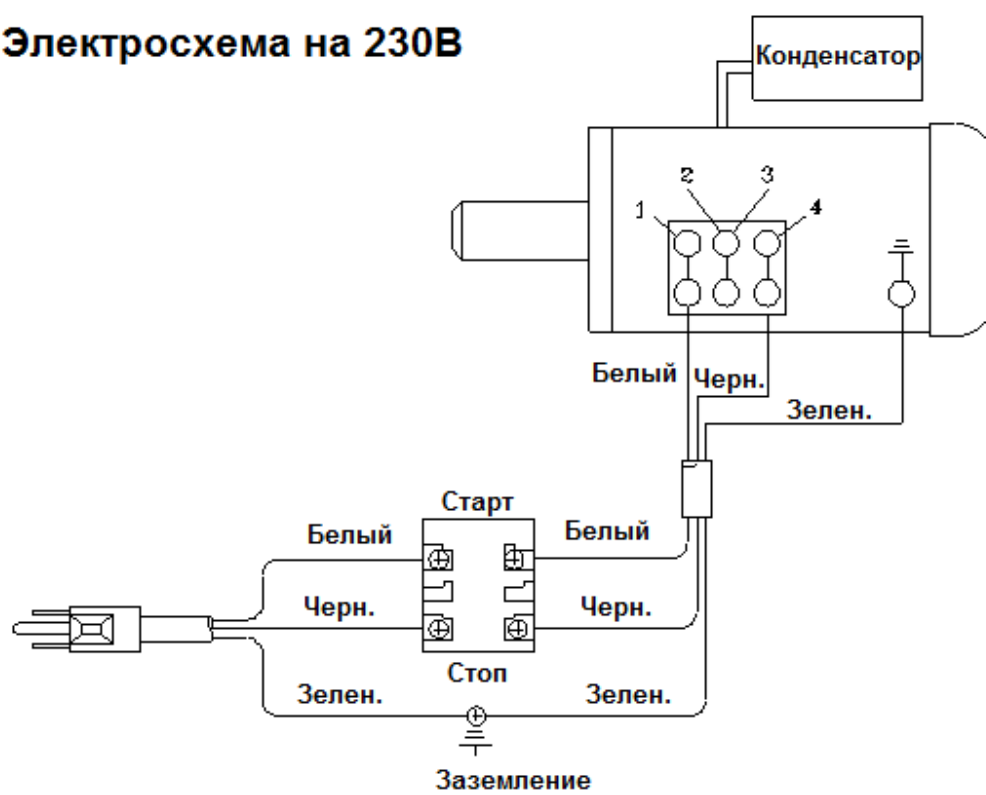 Электросхема на 230В
Конденсатор
2 3
1 4
Белый Черн.
Зелен.
Старт
Белый Белый
Черн. Черн.
Стоп
Зелен. Зелен.
Заземление